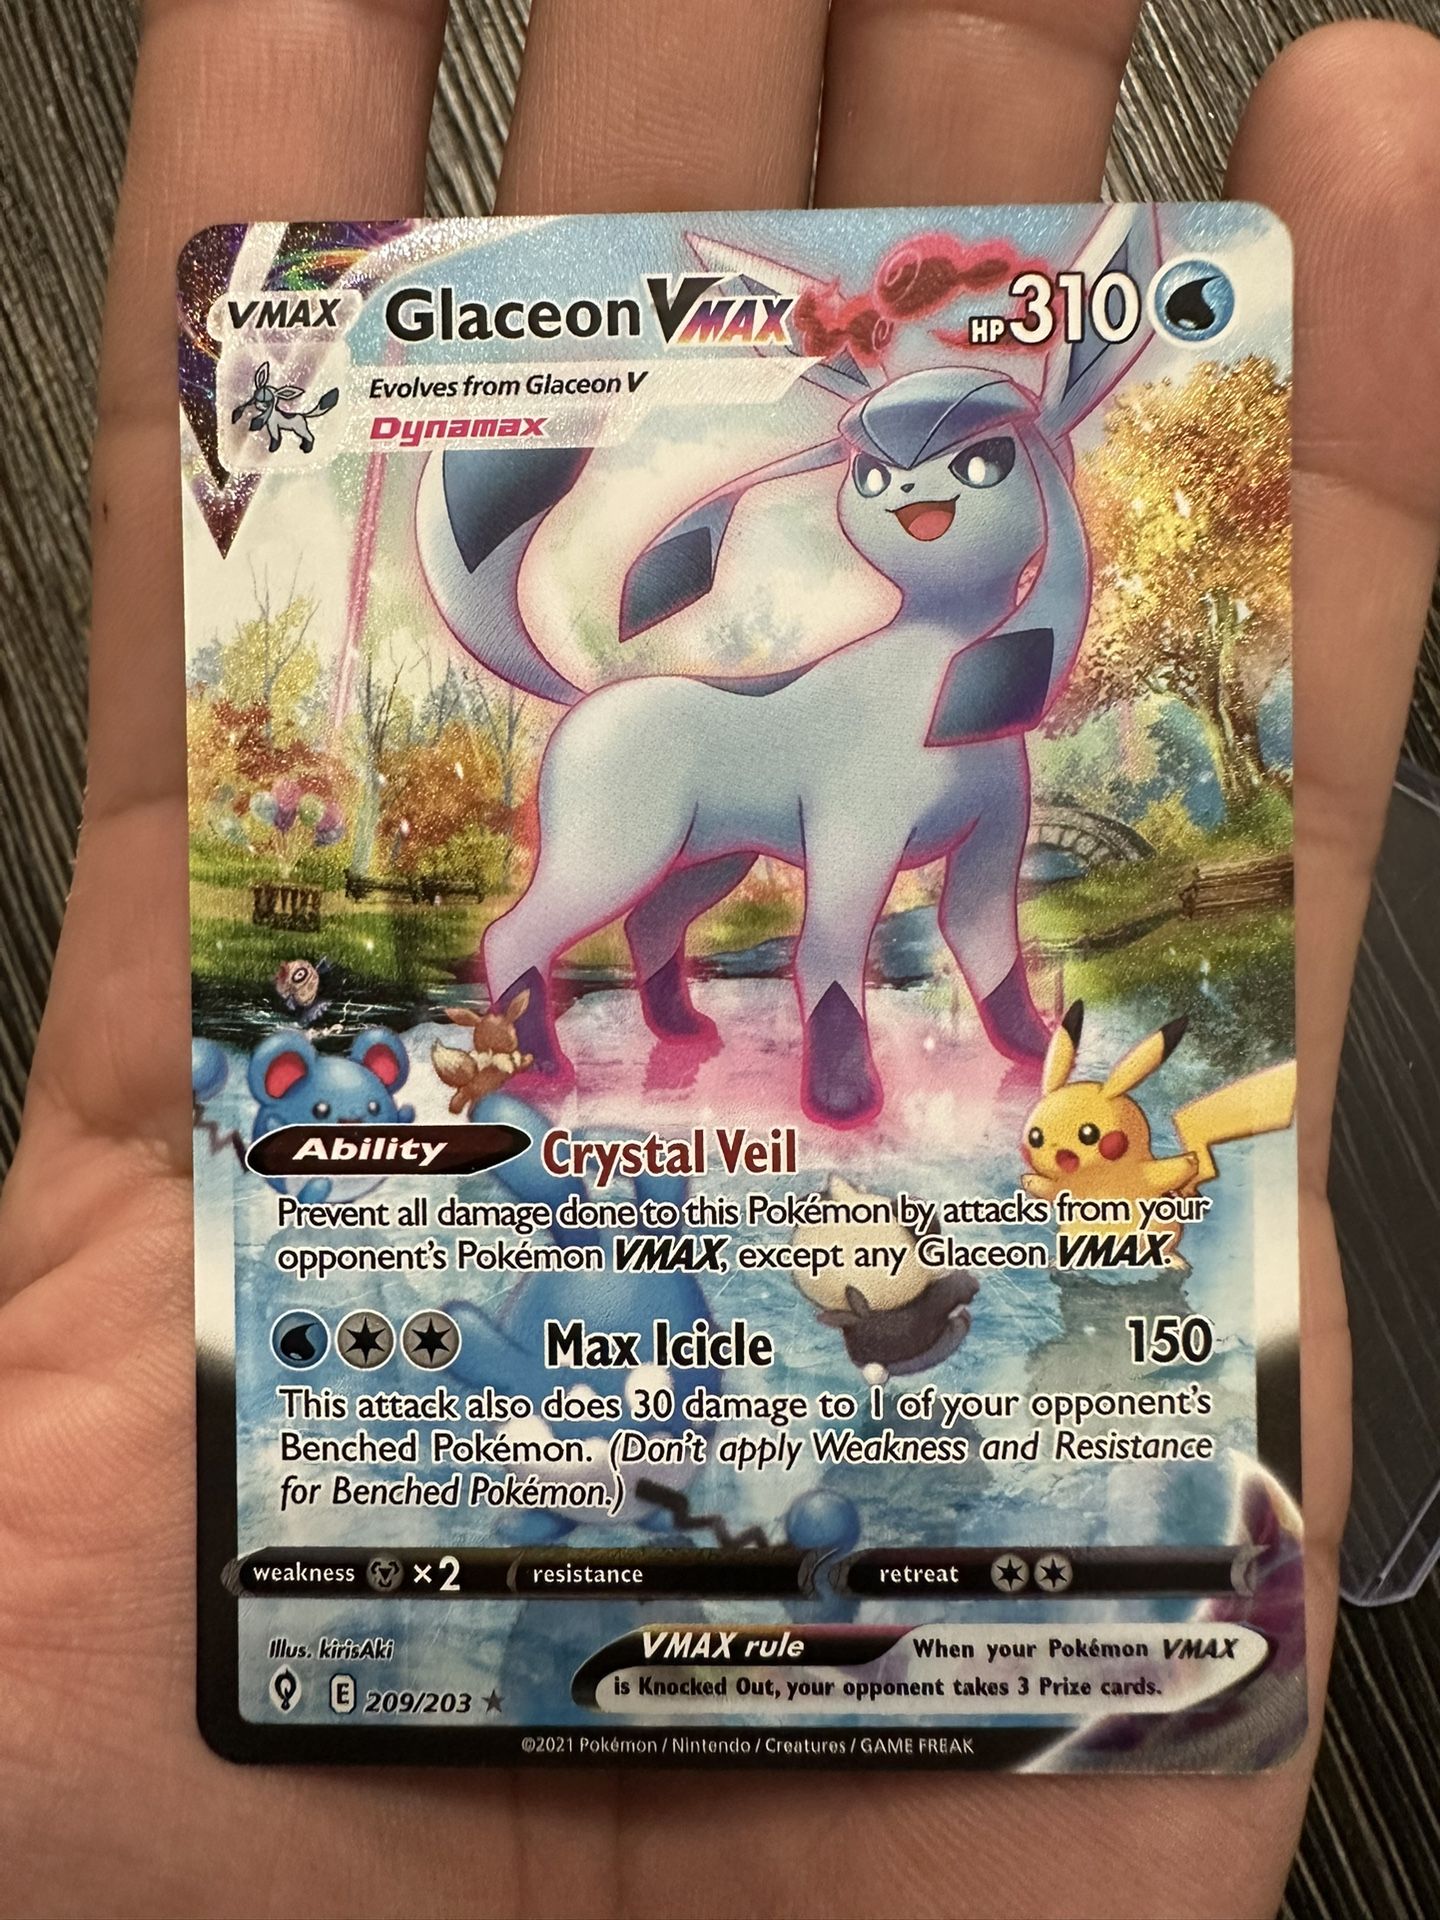 VMAX
Glaceon VMAX
HP 310
Evolves from Glaceon V
Dynamax
Ability Crystal Veil
Prevent all damage done to this Pokémon by attacks from your
opponent's Pokémon VMAX, except any Glaceon VMAX.
Max Icicle 150
This attack also does 30 damage to 1 of your opponent's
Benched Pokémon. (Don't apply Weakness and Resistance
for Benched Pokémon.)
weakness ×2 resistance retreat
Illus. kirisAki
E 209/203 ★
VMAX rule When your Pokémon VMAX
is Knocked Out, your opponent takes 3 Prize cards.
©2021 Pokémon / Nintendo / Creatures / GAME FREAK